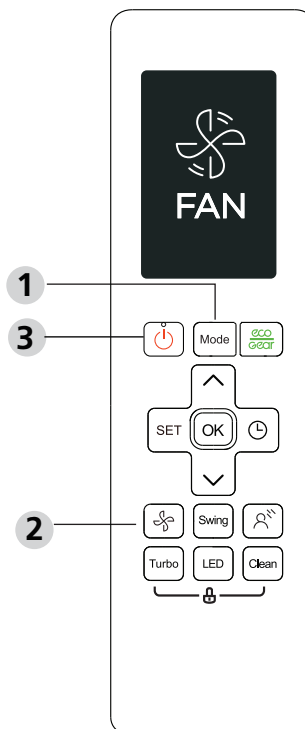 FAN
1
3
Mode
eco
Gear
SET
OK
2
Swing
Turbo
LED
Clean